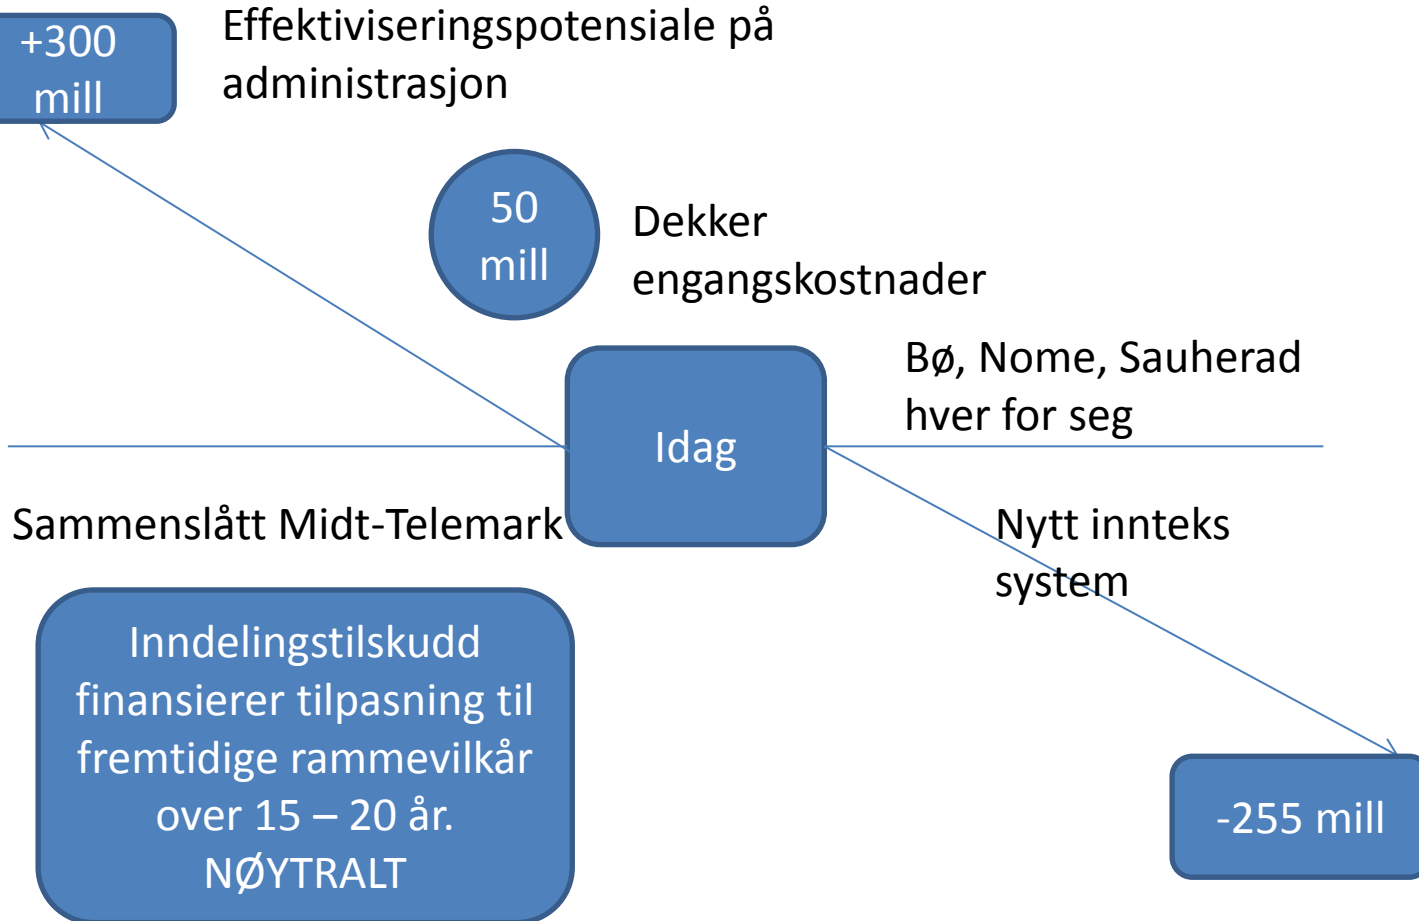 +300
mill
Effektiviseringspotensiale på
administrasjon
50
mill
Dekker
engangskostnader
Bø, Nome, Sauherad
hver for seg
Idag
Sammenslått Midt-Telemark
Nytt innteks
system
Inndelingstilskudd
finansierer tilpasning til
fremtidige rammevilkår
over 15 – 20 år.
NØYTRALT
-255 mill